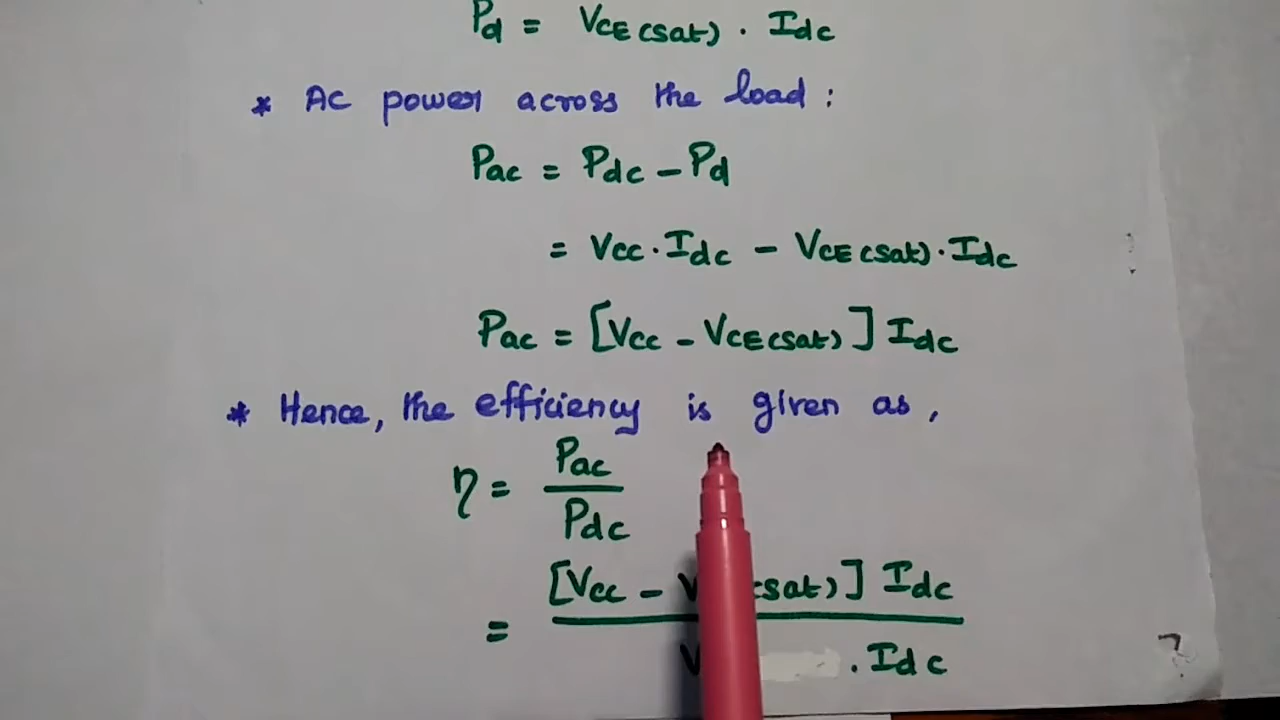 Pd = VCE(sat) . Idc
* Ac power across the load :
Pac = Pdc - Pd
= Vcc . Idc - VCE(sat) . Idc
Pac = [Vcc - VCE(sat)] Idc
* Hence, the efficiency is given as,
η = Pac
Pdc
= [Vcc - V sat)] Idc
V . Idc